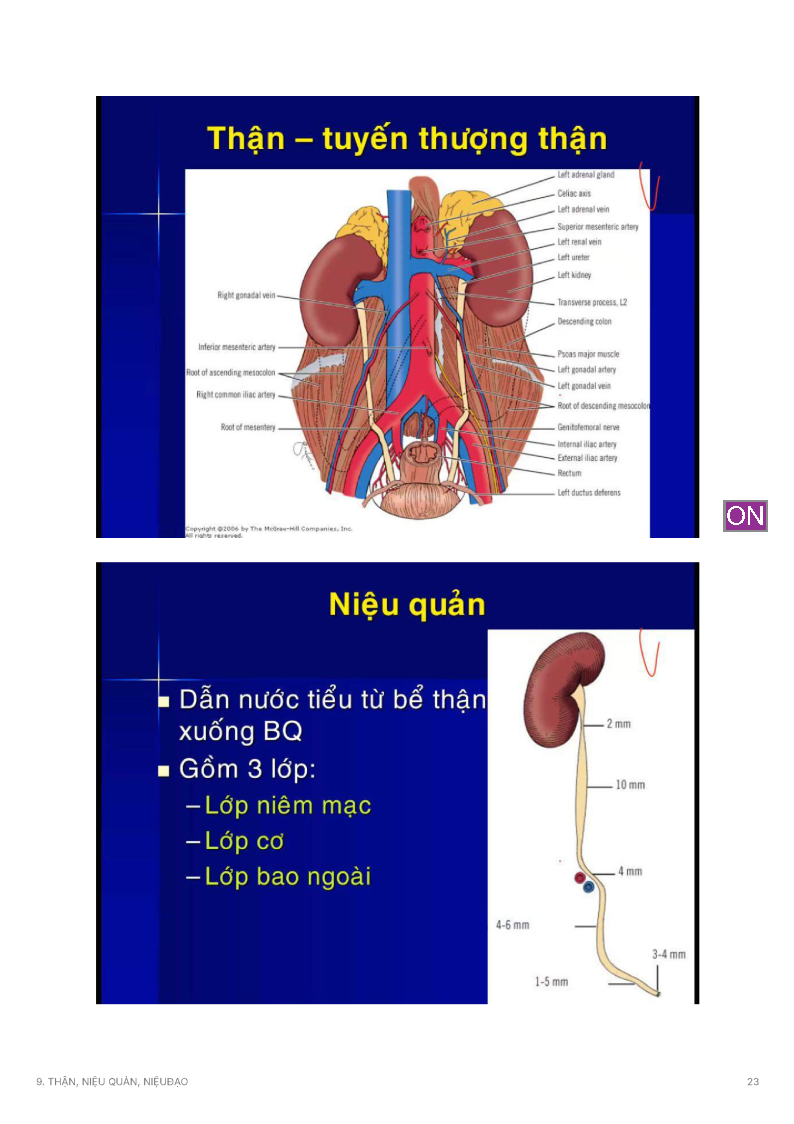 Thận – tuyến thượng thận
Left adrenal gland
Celiac axis
Left adrenal vein
Superior mesenteric artery
Left renal vein
Left ureter
Left kidney
Right gonadal vein
Transverse process, L2
Descending colon
Inferior mesenteric artery
Psoas major muscle
Root of ascending mesocolon
Left gonadal artery
Left gonadal vein
Right common iliac artery
Root of descending mesocolon
Root of mesentery
Genitofemoral nerve
Internal iliac artery
External iliac artery
Rectum
Left ductus deferens
Copyright @2006 by The McGraw-Hill Companies, Inc.
All rights reserved.
ON
Niệu quản
Dẫn nước tiểu từ bể thận
xuống BQ
Gồm 3 lớp:
–Lớp niêm mạc
–Lớp cơ
–Lớp bao ngoài
2 mm
10 mm
4 mm
4-6 mm
3-4 mm
1-5 mm
9. THẬN, NIỆU QUẢN, NIỆUĐẠO
23